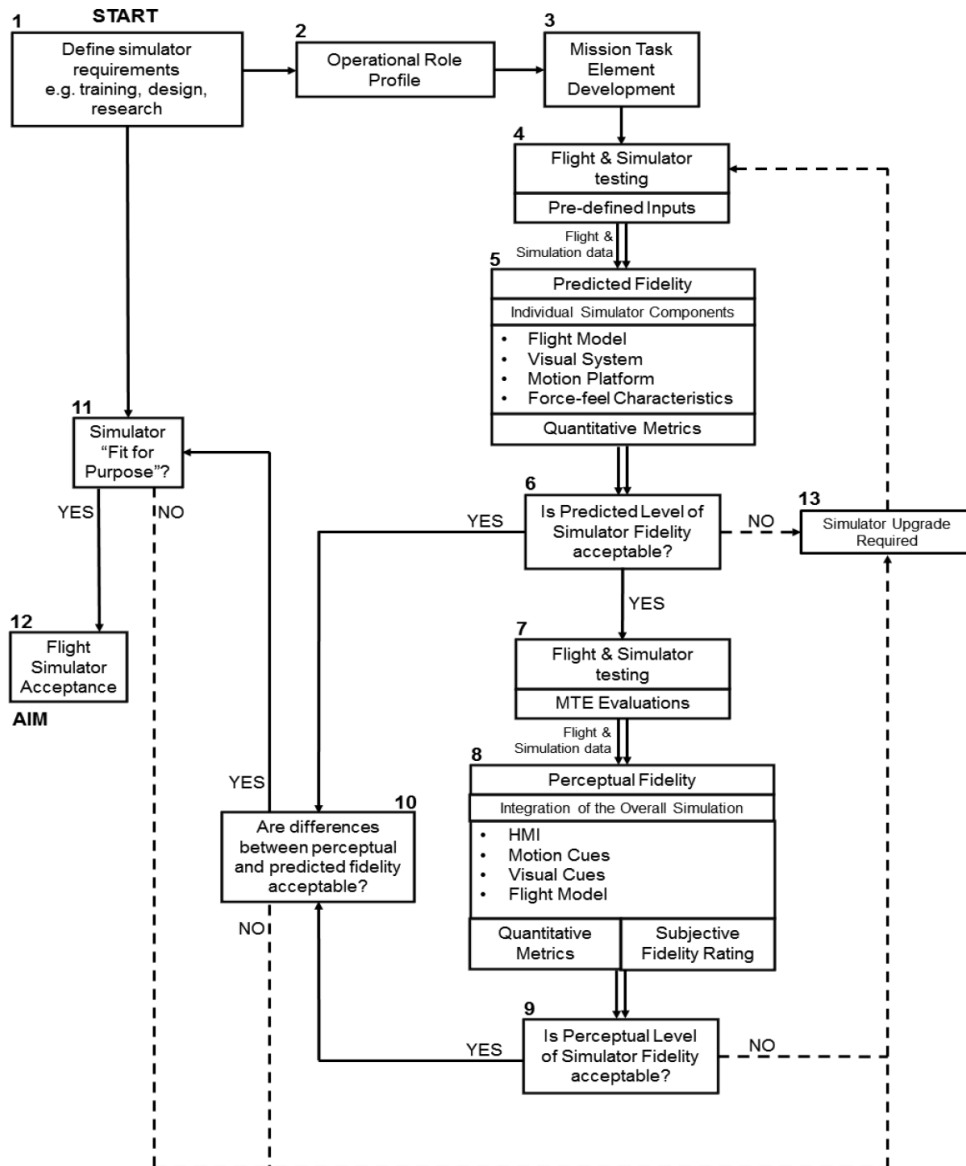 START
1
Define simulator
requirements
e.g. training, design,
research
2
Operational Role
Profile
3
Mission Task
Element
Development
4
Flight & Simulator
testing
Pre-defined Inputs
Flight &
Simulation data
5
Predicted Fidelity
Individual Simulator Components
• Flight Model
• Visual System
• Motion Platform
• Force-feel Characteristics
Quantitative Metrics
6
Is Predicted Level of
Simulator Fidelity
acceptable?
YES
NO
YES
13
Simulator Upgrade
Required
7
Flight & Simulator
testing
MTE Evaluations
Flight &
Simulation data
8
Perceptual Fidelity
Integration of the Overall Simulation
• HMI
• Motion Cues
• Visual Cues
• Flight Model
Quantitative
Metrics
Subjective
Fidelity Rating
9
Is Perceptual Level
of Simulator Fidelity
acceptable?
YES
NO
10
Are differences
between perceptual
and predicted fidelity
acceptable?
YES
NO
11
Simulator
“Fit for
Purpose”?
YES
NO
12
Flight
Simulator
Acceptance
AIM